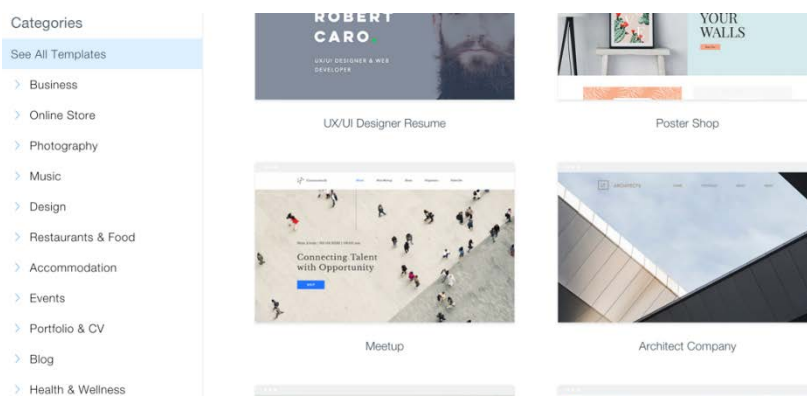 Categories
See All Templates
Business
Online Store
Photography
Music
Design
Restaurants & Food
Accommodation
Events
Portfolio & CV
Blog
Health & Wellness
ROBERT
CARO.
UX/UI DESIGNER & WEB
DEVELOPER
UX/UI Designer Resume
YOUR
WALLS
Poster Shop
Connecting Talent
with Opportunity
Meetup
ARCHITECTS
Architect Company